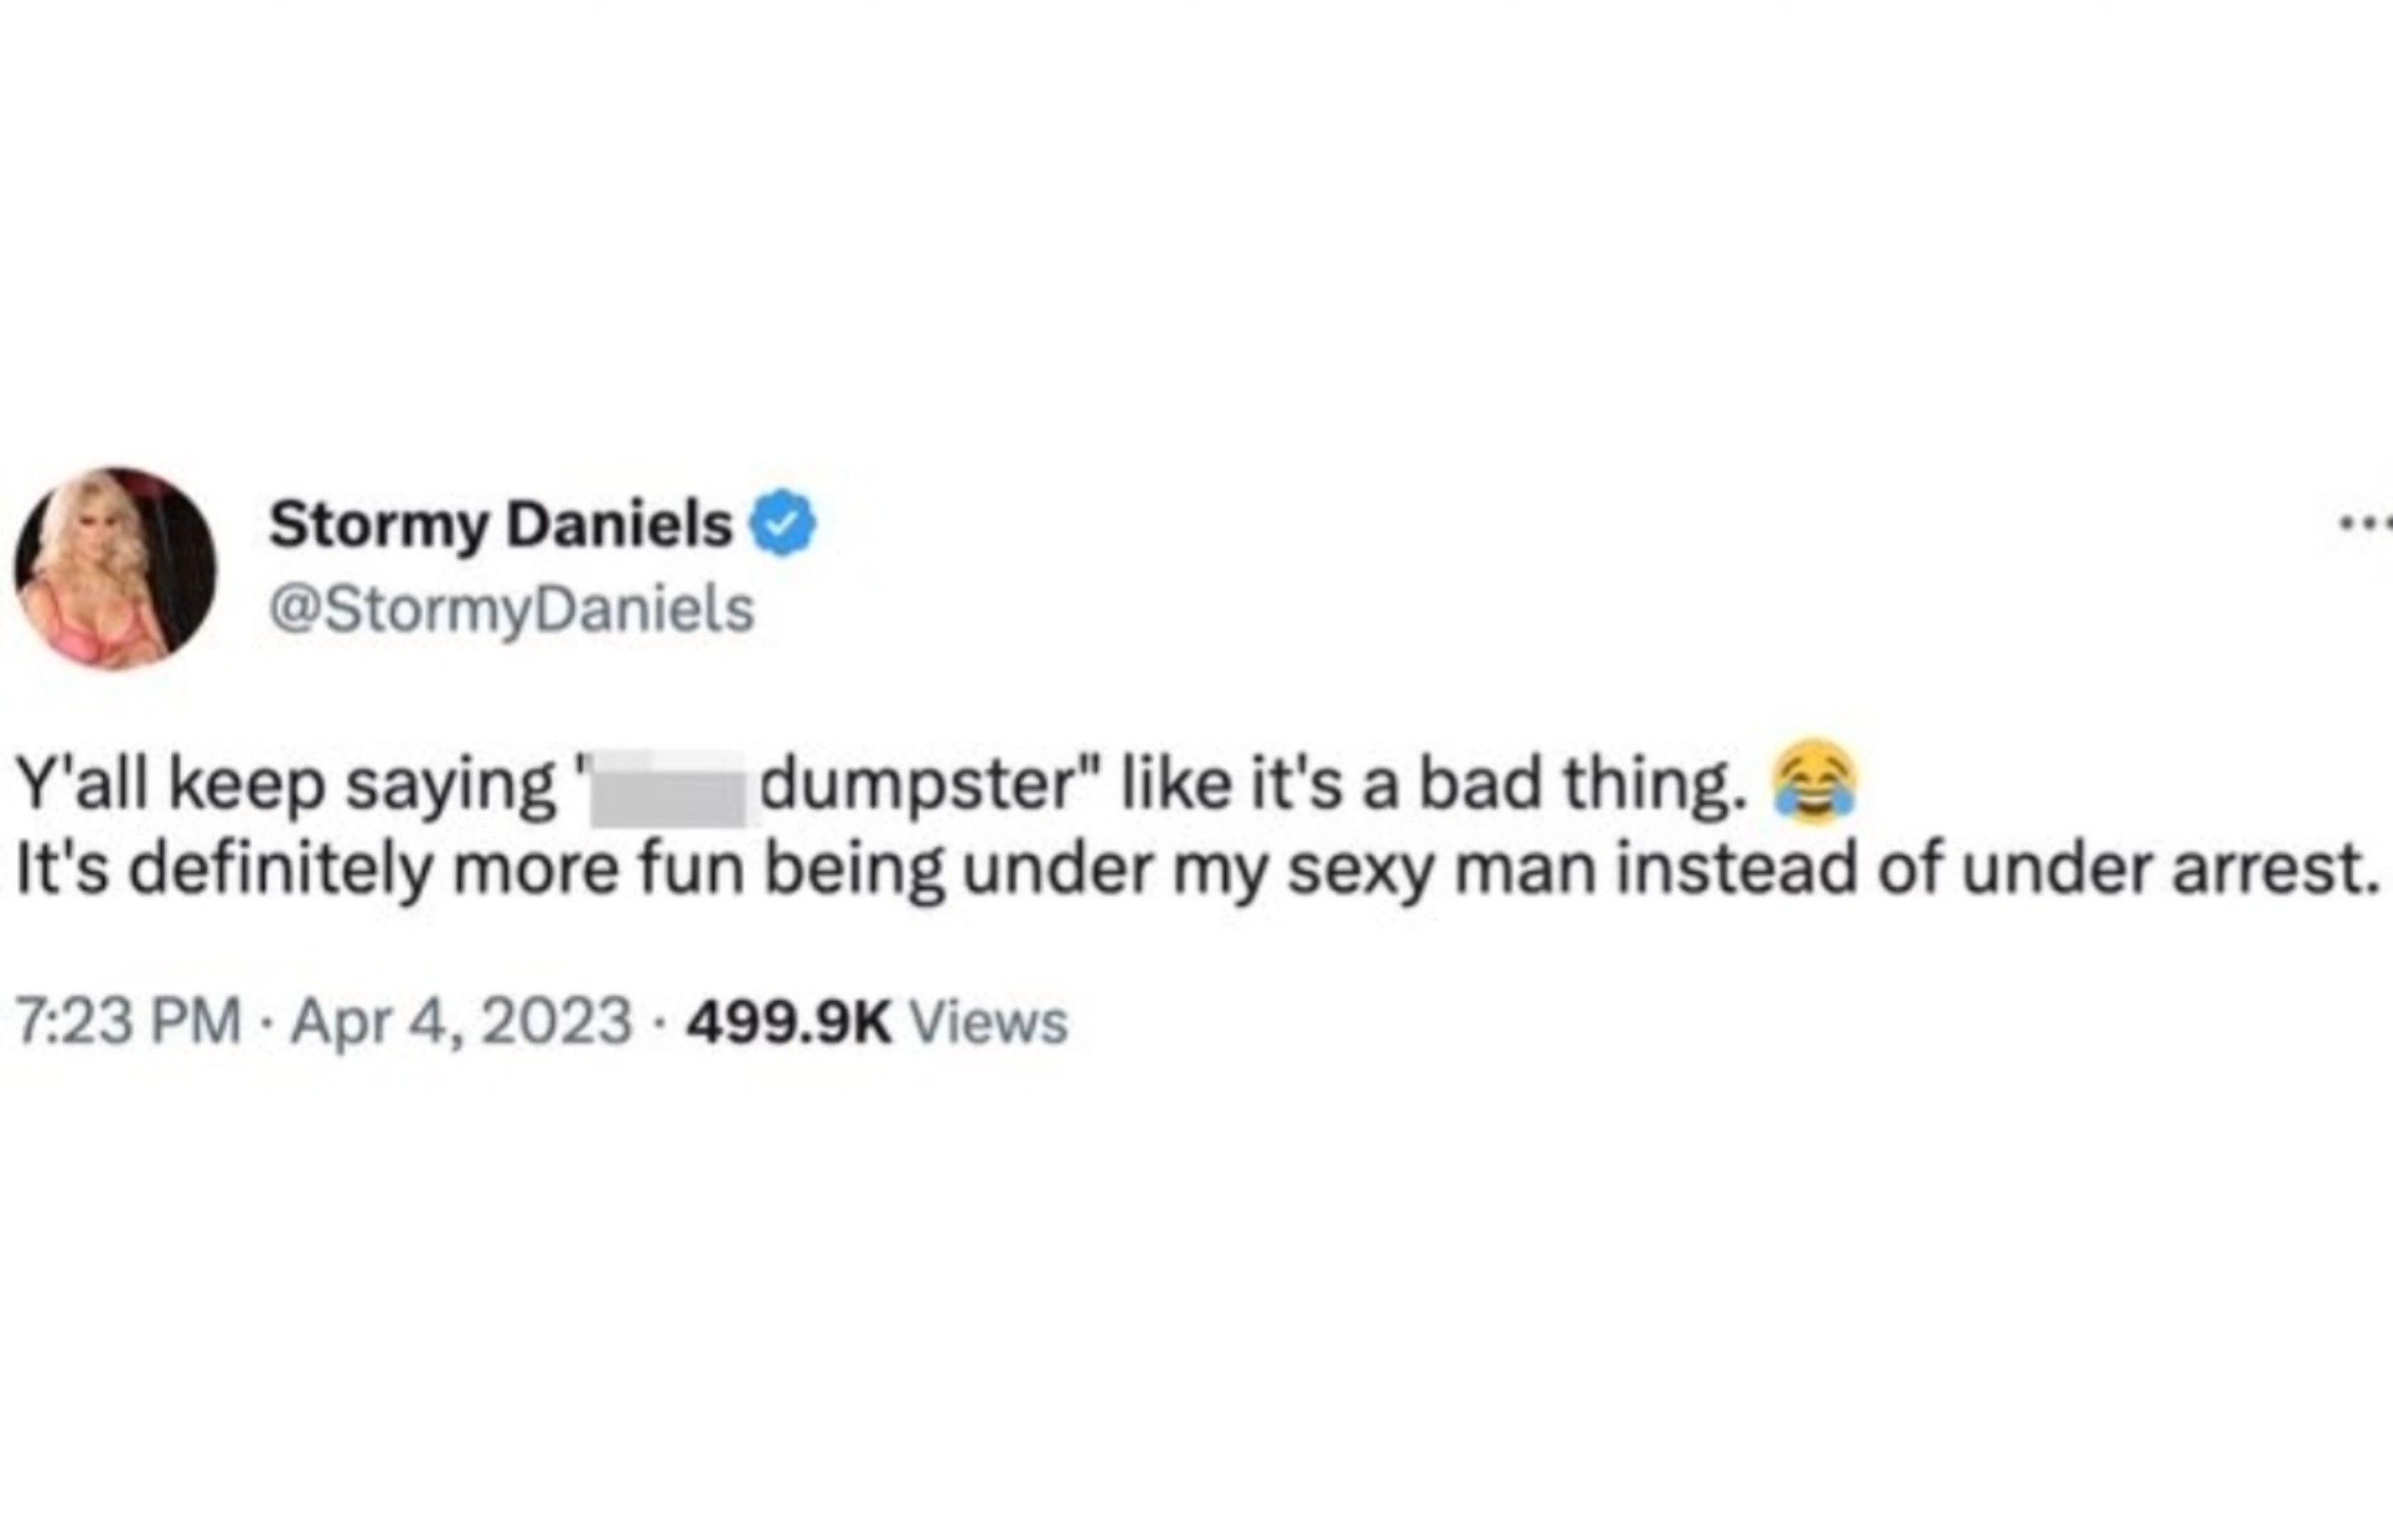 Stormy Daniels
@StormyDaniels
Y'all keep saying " dumpster" like it's a bad thing. 😂
It's definitely more fun being under my sexy man instead of under arrest.
7:23 PM · Apr 4, 2023 · 499.9K Views